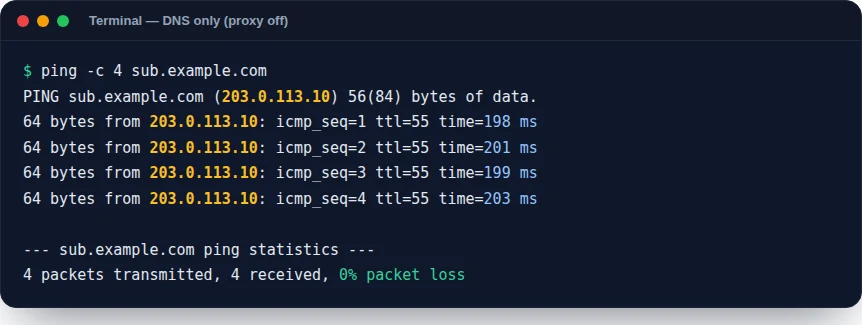 Terminal — DNS only (proxy off)
$ ping -c 4 sub.example.com
PING sub.example.com (203.0.113.10) 56(84) bytes of data.
64 bytes from 203.0.113.10: icmp_seq=1 ttl=55 time=198 ms
64 bytes from 203.0.113.10: icmp_seq=2 ttl=55 time=201 ms
64 bytes from 203.0.113.10: icmp_seq=3 ttl=55 time=199 ms
64 bytes from 203.0.113.10: icmp_seq=4 ttl=55 time=203 ms
--- sub.example.com ping statistics ---
4 packets transmitted, 4 received, 0% packet loss